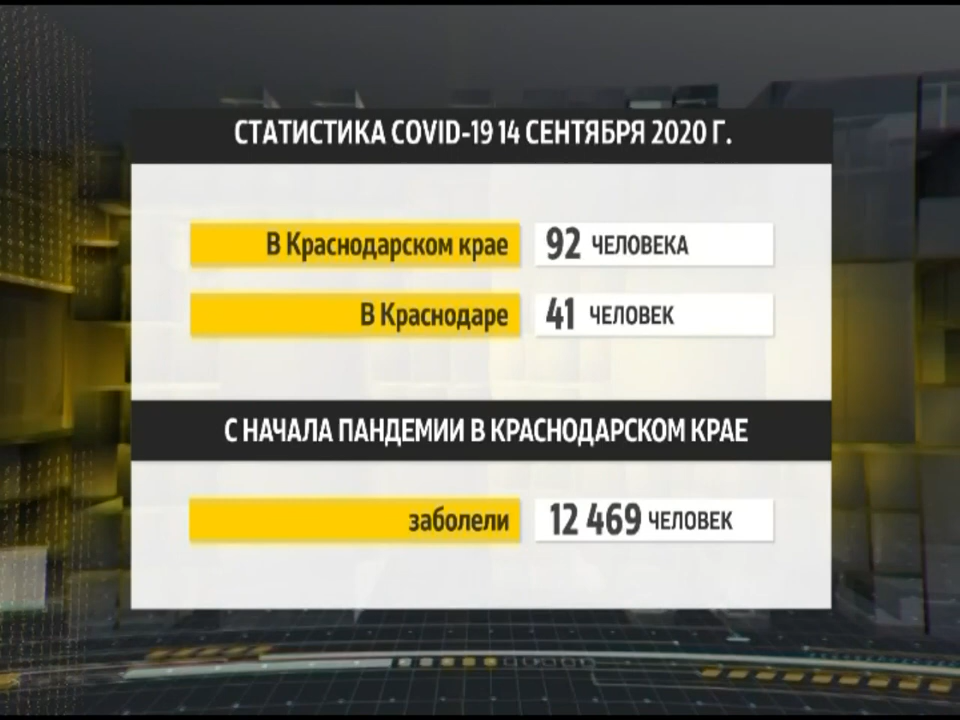 СТАТИСТИКА COVID-19 14 СЕНТЯБРЯ 2020 Г.
В Краснодарском крае 92 ЧЕЛОВЕКА
В Краснодаре 41 ЧЕЛОВЕК
С НАЧАЛА ПАНДЕМИИ В КРАСНОДАРСКОМ КРАЕ
заболели 12 469 ЧЕЛОВЕК